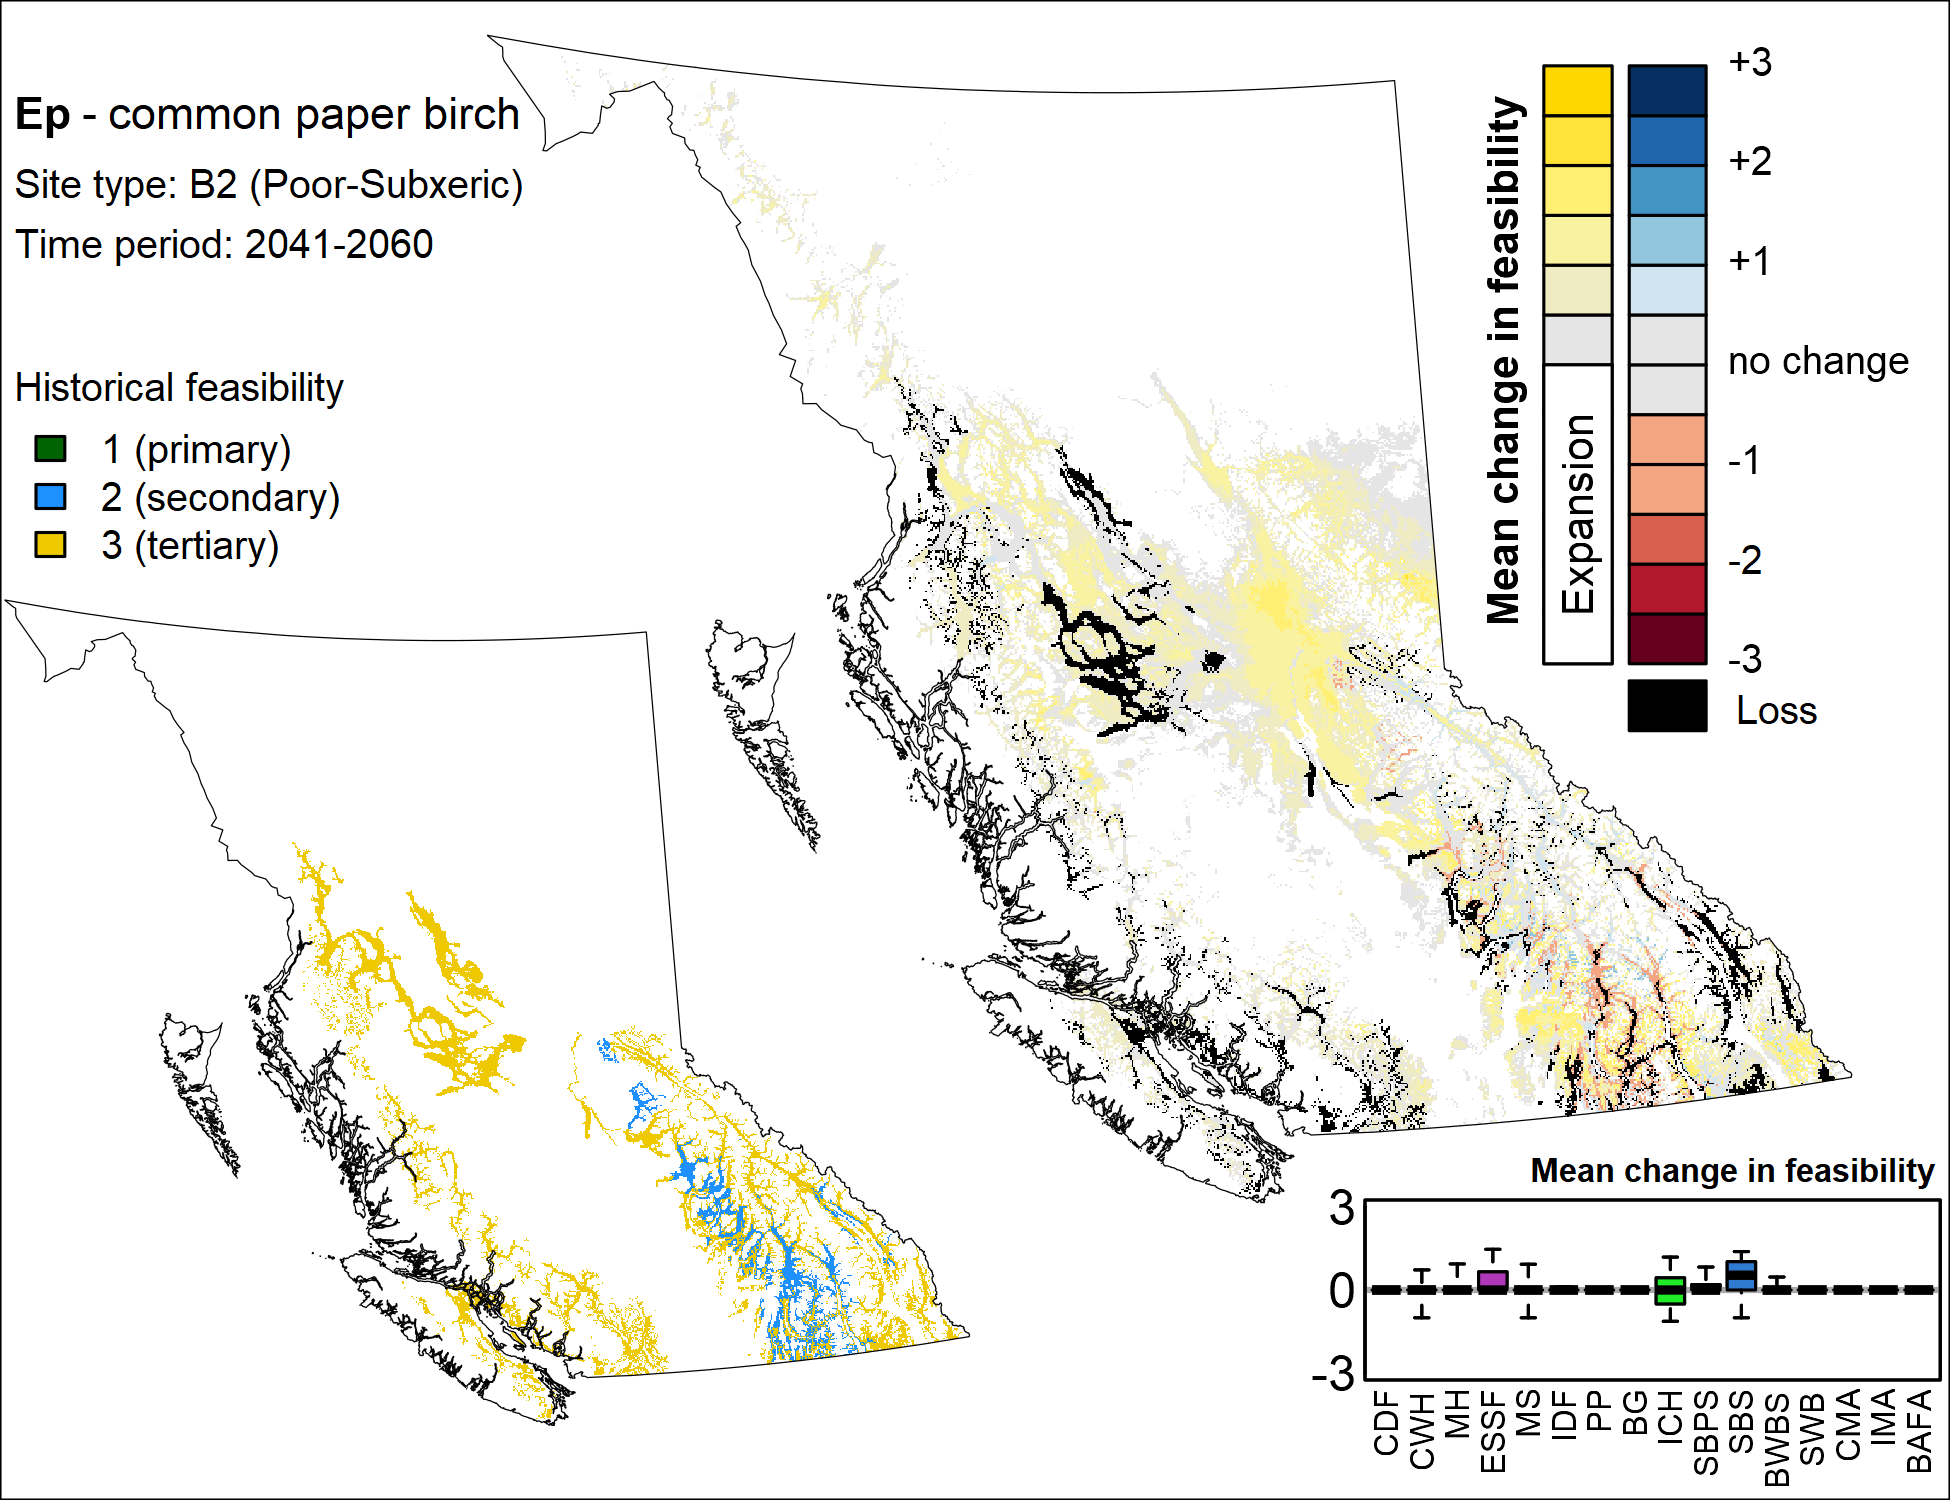 Ep - common paper birch
Site type: B2 (Poor-Subxeric)
Time period: 2041-2060
Historical feasibility
1 (primary)
2 (secondary)
3 (tertiary)
Mean change in feasibility
Expansion
+3
+2
+1
no change
-1
-2
-3
Loss
Mean change in feasibility
3
0
-3
CDF
CWH
MH
ESSF
MS
IDF
PP
BG
ICH
SBPS
SBS
BWBS
SWB
CMA
IMA
BAFA